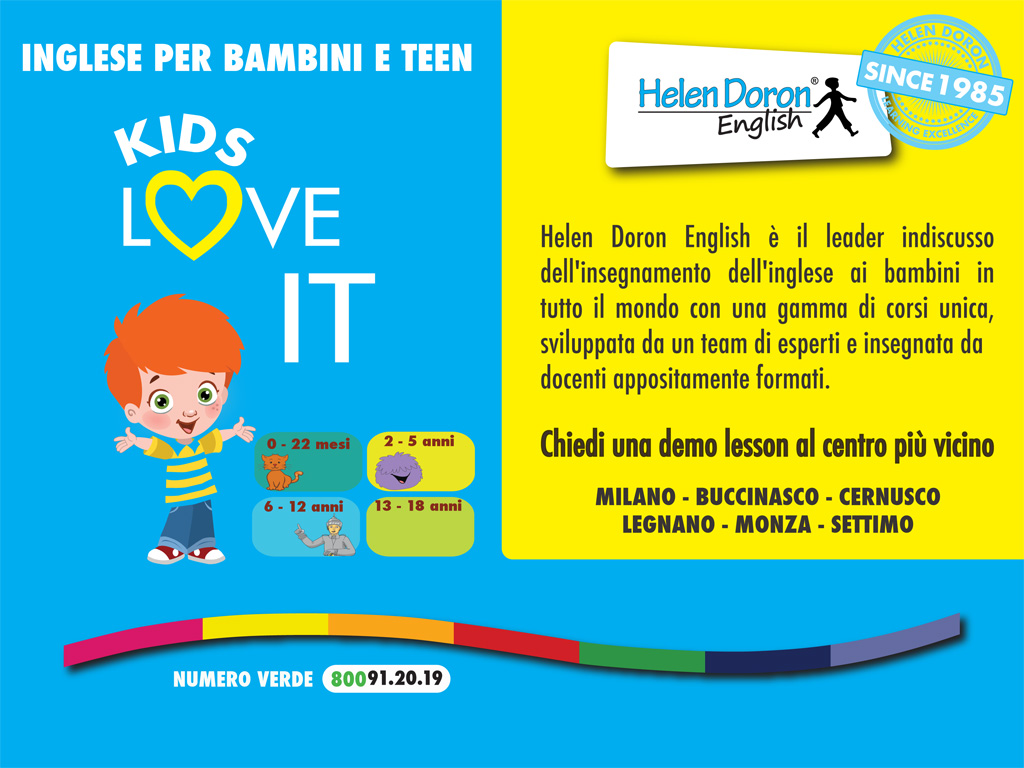 INGLESE PER BAMBINI E TEEN
KIDS
LOVE
IT
0 - 22 mesi
2 - 5 anni
6 - 12 anni
13 - 18 anni
Helen Doron®
English
HELEN DORON
SINCE 1985
LEARNING EXCELLENCE
Helen Doron English è il leader indiscusso
dell'insegnamento dell'inglese ai bambini in
tutto il mondo con una gamma di corsi unica,
sviluppata da un team di esperti e insegnata da
docenti appositamente formati.
Chiedi una demo lesson al centro più vicino
MILANO - BUCCINASCO - CERNUSCO
LEGNANO - MONZA - SETTIMO
NUMERO VERDE 80091.20.19